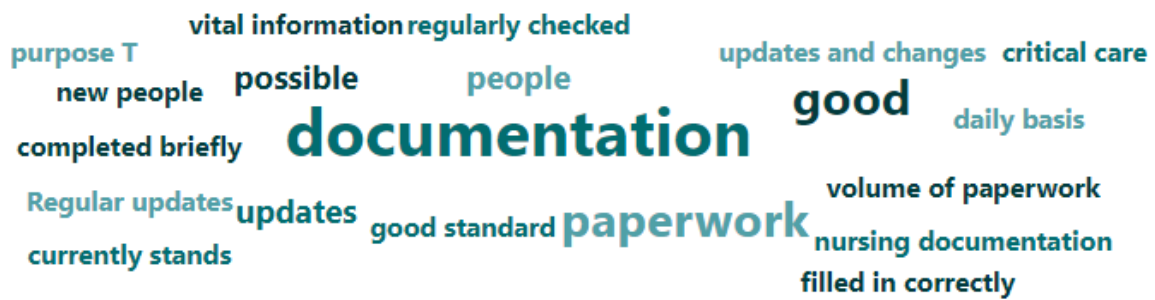 vital information regularly checked
purpose T
updates and changes critical care
possible people
new people
good
daily basis
documentation
completed briefly
volume of paperwork
Regular updates updates
good standard paperwork
nursing documentation
currently stands
filled in correctly